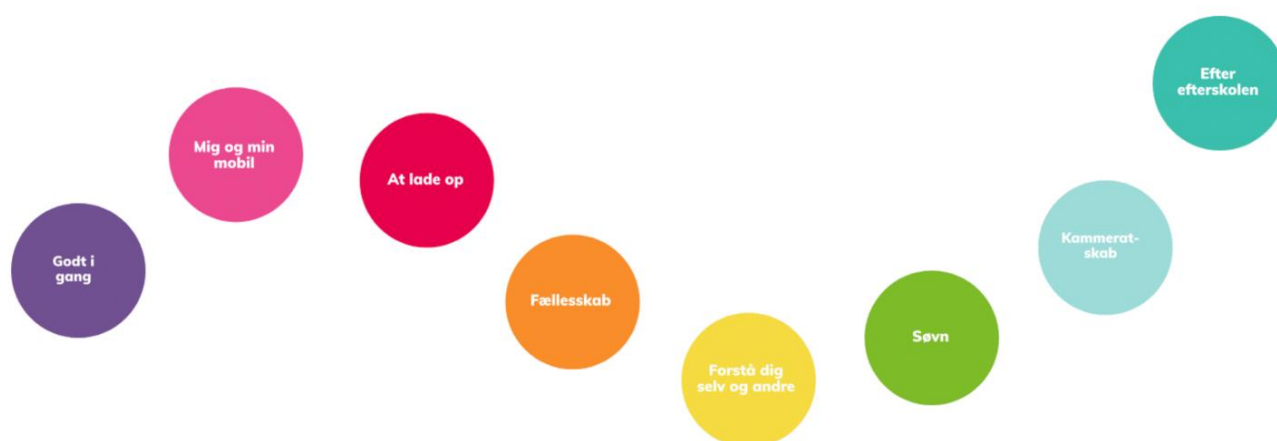 Godt i
gang
Mig og min
mobil
At lade op
Fællesskab
Forstå dig
selv og andre
Søvn
Kammerat-
skab
Efter
efterskolen